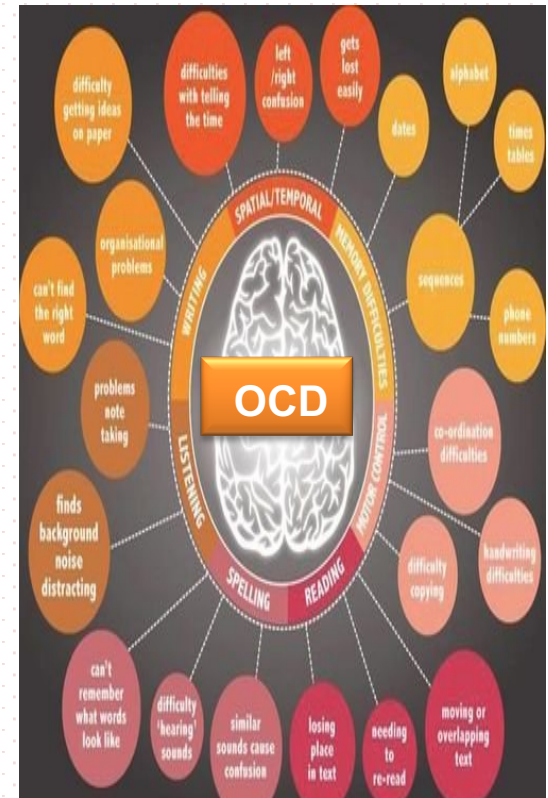 difficulty
getting ideas
on paper
difficulties
with telling
the time
left
/right
confusion
gets
lost
easily
dates
alphabet
times
tables
organisational
problems
sequences
can't find
the right
word
phone
numbers
SPATIAL/TEMPORAL
WRITING
MEMORY DIFFICULTIES
OCD
problems
note
taking
co-ordination
difficulties
LISTENING
MOTOR CONTROL
finds
background
noise
distracting
difficulty
copying
handwriting
difficulties
SPELLING
READING
can't
remember
what words
look like
difficulty
'hearing'
sounds
similar
sounds cause
confusion
losing
place
in text
needing
to
re-read
moving or
overlapping
text